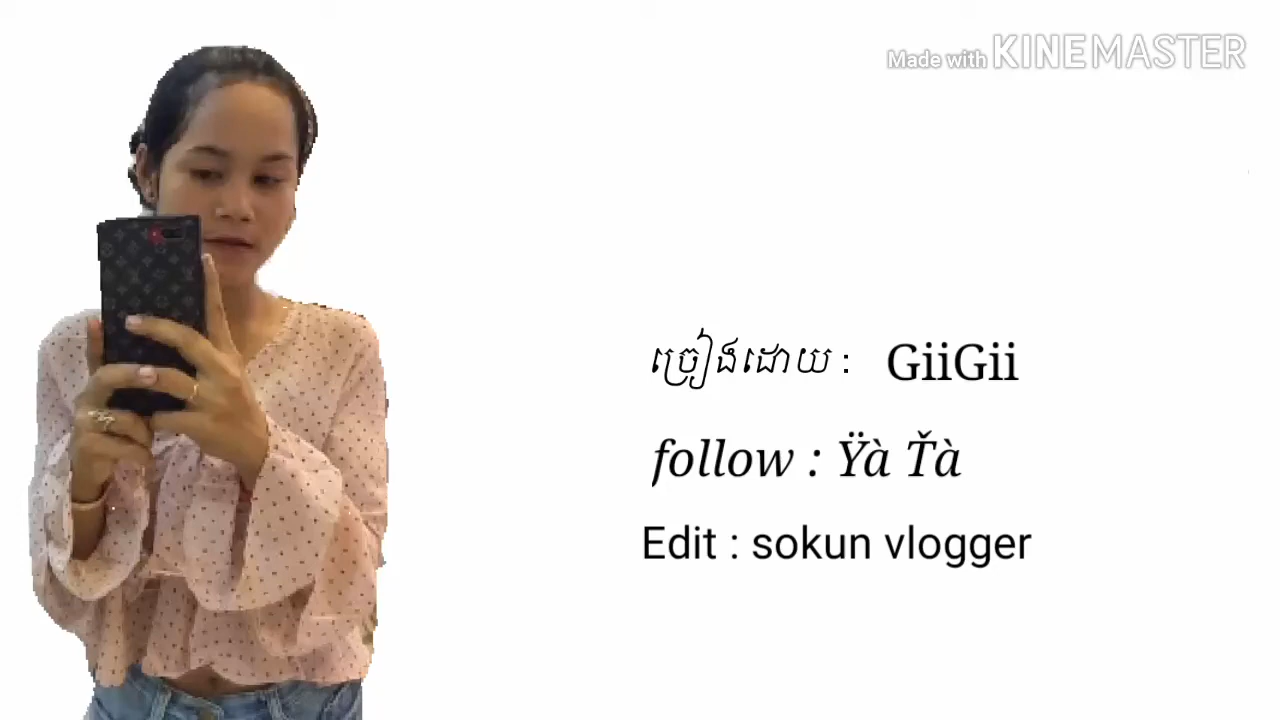 Made with KINEMASTER
ច្រៀងដោយ : GiiGii
follow : Ÿà Ťà
Edit : sokun vlogger